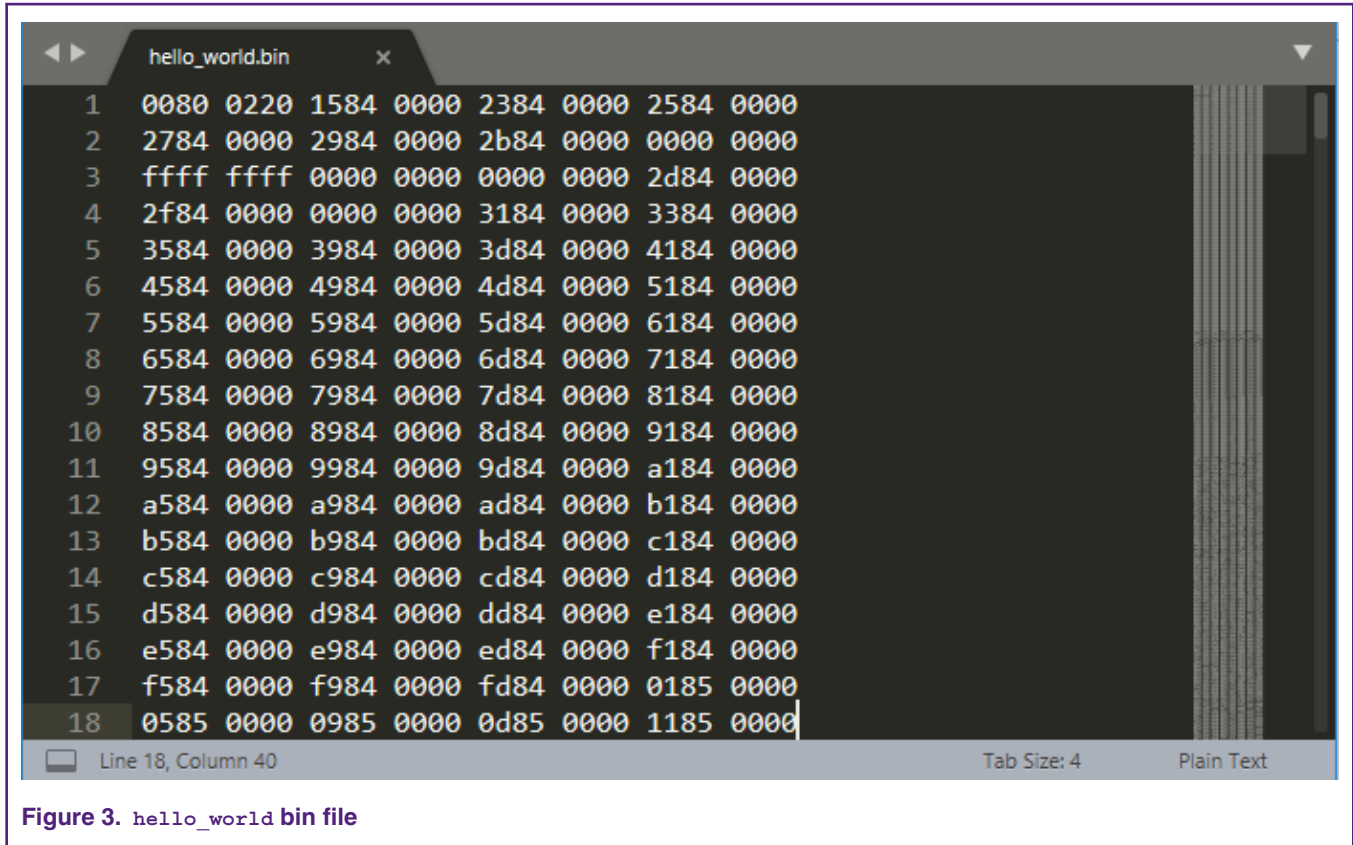 hello_world.bin ×
1 0080 0220 1584 0000 2384 0000 2584 0000
2 2784 0000 2984 0000 2b84 0000 0000 0000
3 ffff ffff 0000 0000 0000 0000 2d84 0000
4 2f84 0000 0000 0000 3184 0000 3384 0000
5 3584 0000 3984 0000 3d84 0000 4184 0000
6 4584 0000 4984 0000 4d84 0000 5184 0000
7 5584 0000 5984 0000 5d84 0000 6184 0000
8 6584 0000 6984 0000 6d84 0000 7184 0000
9 7584 0000 7984 0000 7d84 0000 8184 0000
10 8584 0000 8984 0000 8d84 0000 9184 0000
11 9584 0000 9984 0000 9d84 0000 a184 0000
12 a584 0000 a984 0000 ad84 0000 b184 0000
13 b584 0000 b984 0000 bd84 0000 c184 0000
14 c584 0000 c984 0000 cd84 0000 d184 0000
15 d584 0000 d984 0000 dd84 0000 e184 0000
16 e584 0000 e984 0000 ed84 0000 f184 0000
17 f584 0000 f984 0000 fd84 0000 0185 0000
18 0585 0000 0985 0000 0d85 0000 1185 0000
Line 18, Column 40 Tab Size: 4 Plain Text
Figure 3. hello_world bin file